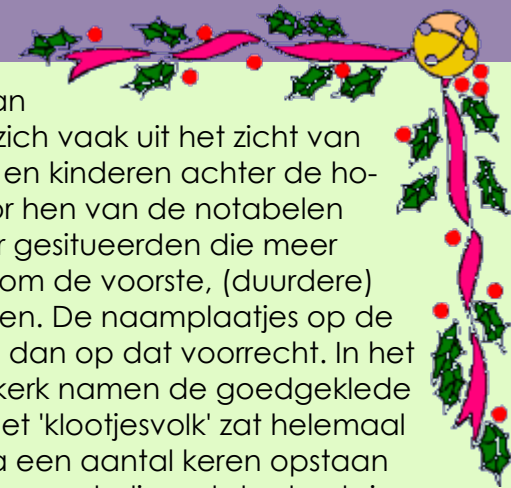 an
zich vaak uit het zicht van
en kinderen achter de ho-
or hen van de notabelen
r gesitueerden die meer
om de voorste, (duurdere)
en. De naamplaatjes op de
dan op dat voorrecht. In het
kerk namen de goedgeklede
et 'klootjesvolk' zat helemaal
a een aantal keren opstaan